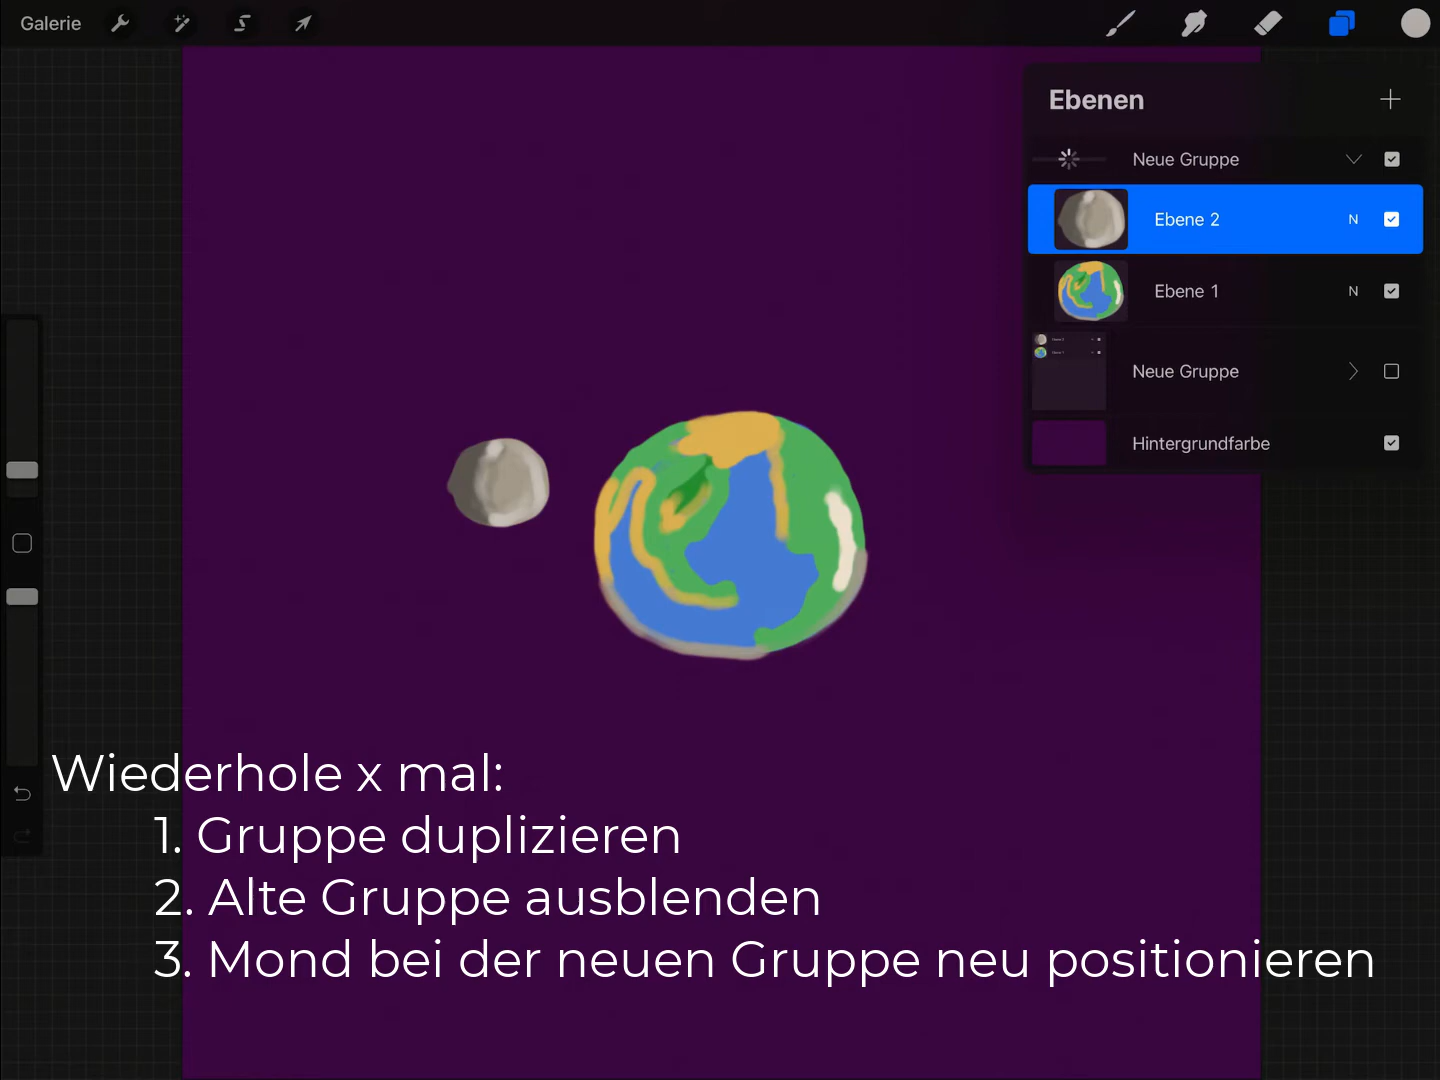 Galerie
Ebenen
Neue Gruppe
Ebene 2 N
Ebene 1 N
Neue Gruppe
Hintergrundfarbe
Wiederhole x mal:
1. Gruppe duplizieren
2. Alte Gruppe ausblenden
3. Mond bei der neuen Gruppe neu positionieren